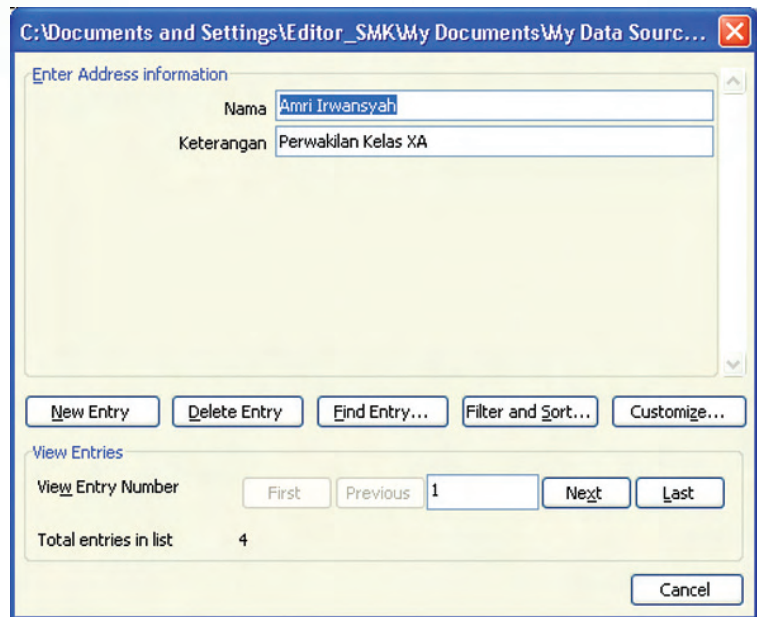 C:\Documents and Settings\Editor_SMK\My Documents\My Data Sourc...
Enter Address information
Nama Amri Irwansyah
Keterangan Perwakilan Kelas XA
New Entry Delete Entry Find Entry... Filter and Sort... Customize...
View Entries
View Entry Number First Previous 1 Next Last
Total entries in list 4
Cancel